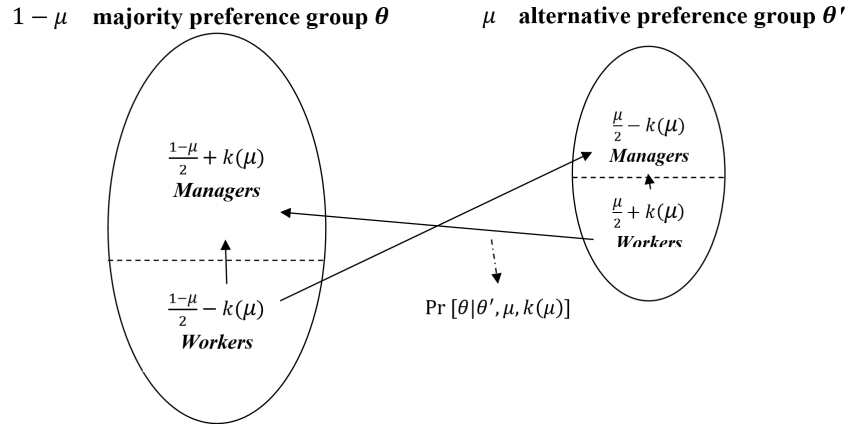 1 − μ majority preference group θ
μ alternative preference group θ′
(1−μ)/2 + k(μ)
Managers
μ/2 − k(μ)
Managers
μ/2 + k(μ)
Workers
(1−μ)/2 − k(μ)
Workers
Pr [θ|θ′, μ, k(μ)]